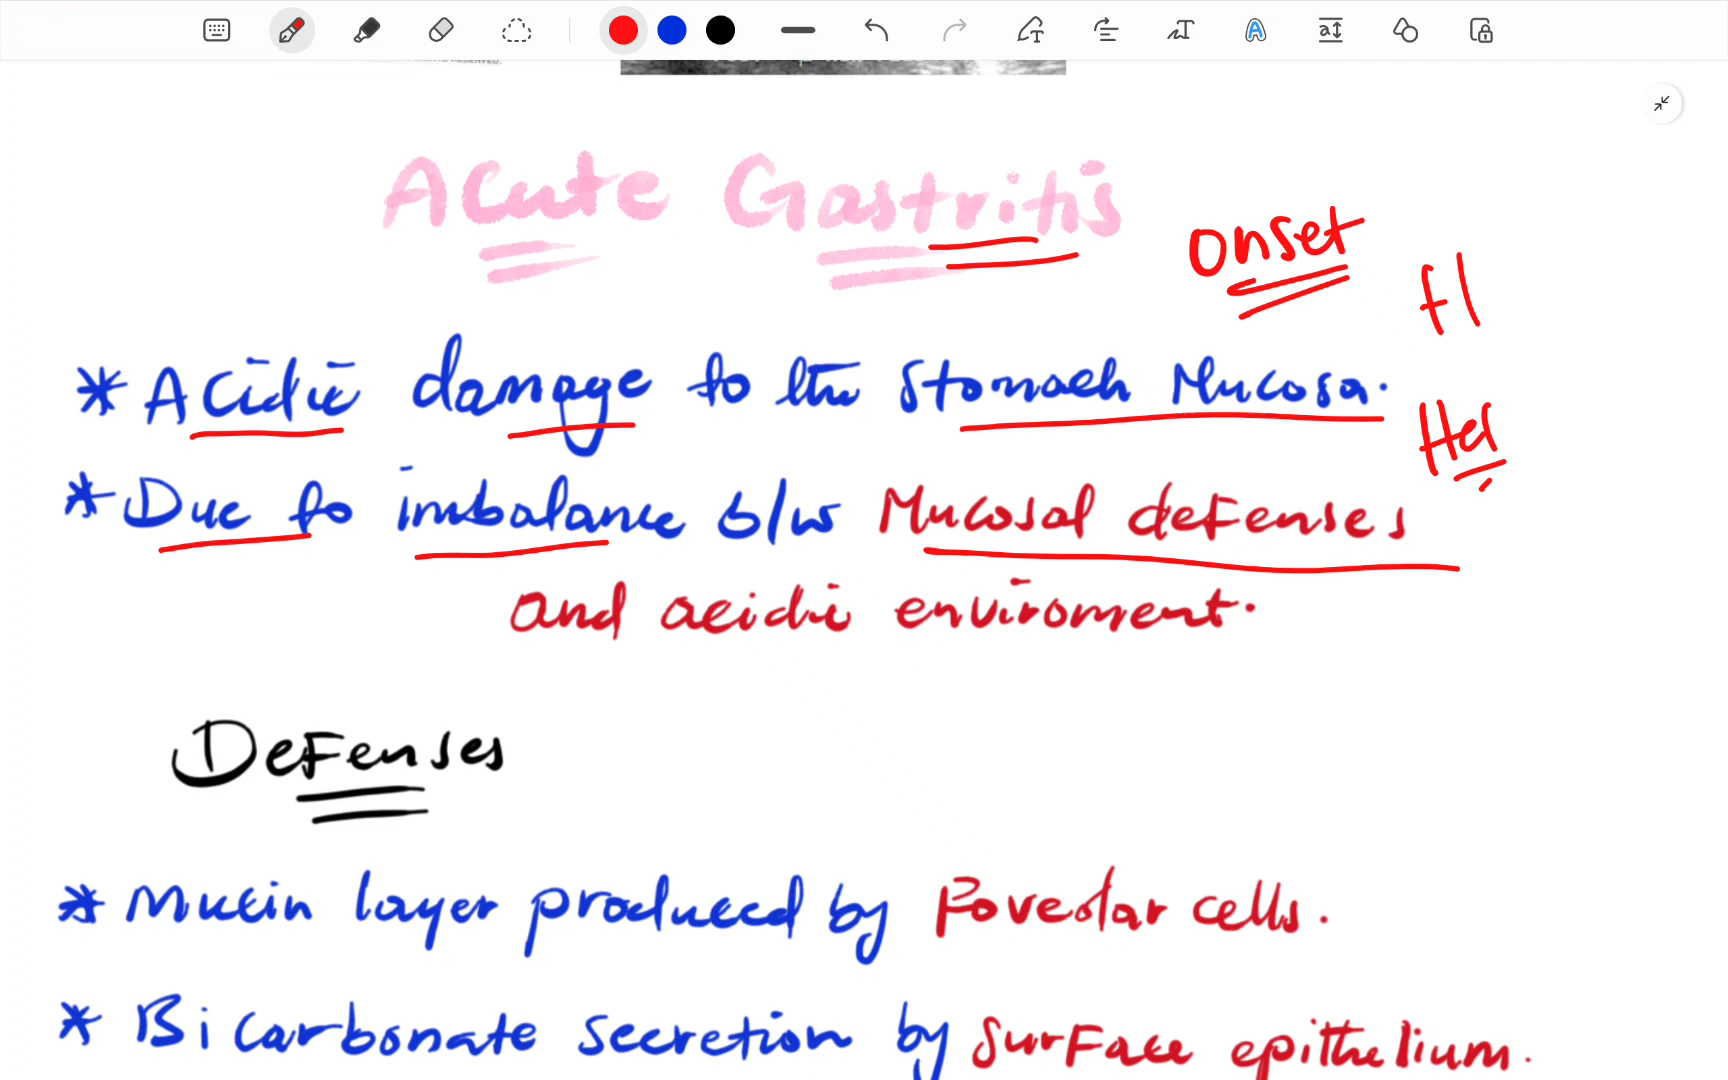 Acute Gastritis
onset
* Acidic damage to the stomach Mucosa.
HCl
* Due to imbalance b/w Mucosal defenses
and acidic enviroment.
Defenses
* Mucin layer produced by Foveolar cells.
* Bicarbonate secretion by surface epithelium.